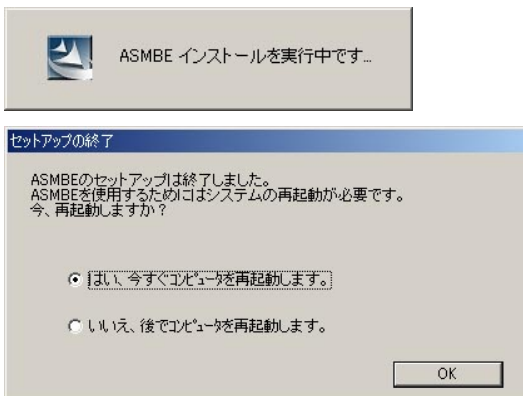 ASMBE インストールを実行中です...
セットアップの終了
ASMBEのセットアップは終了しました。
ASMBEを使用するためにはシステムの再起動が必要です。
今、再起動しますか?
はい、今すぐコンピュータを再起動します。
いいえ、後でコンピュータを再起動します。
OK